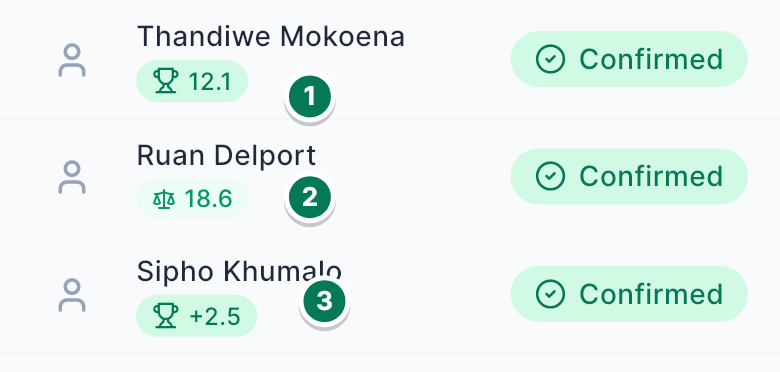 Thandiwe Mokoena
12.1
1
Confirmed
Ruan Delport
18.6
2
Confirmed
Sipho Khumalo
+2.5
3
Confirmed